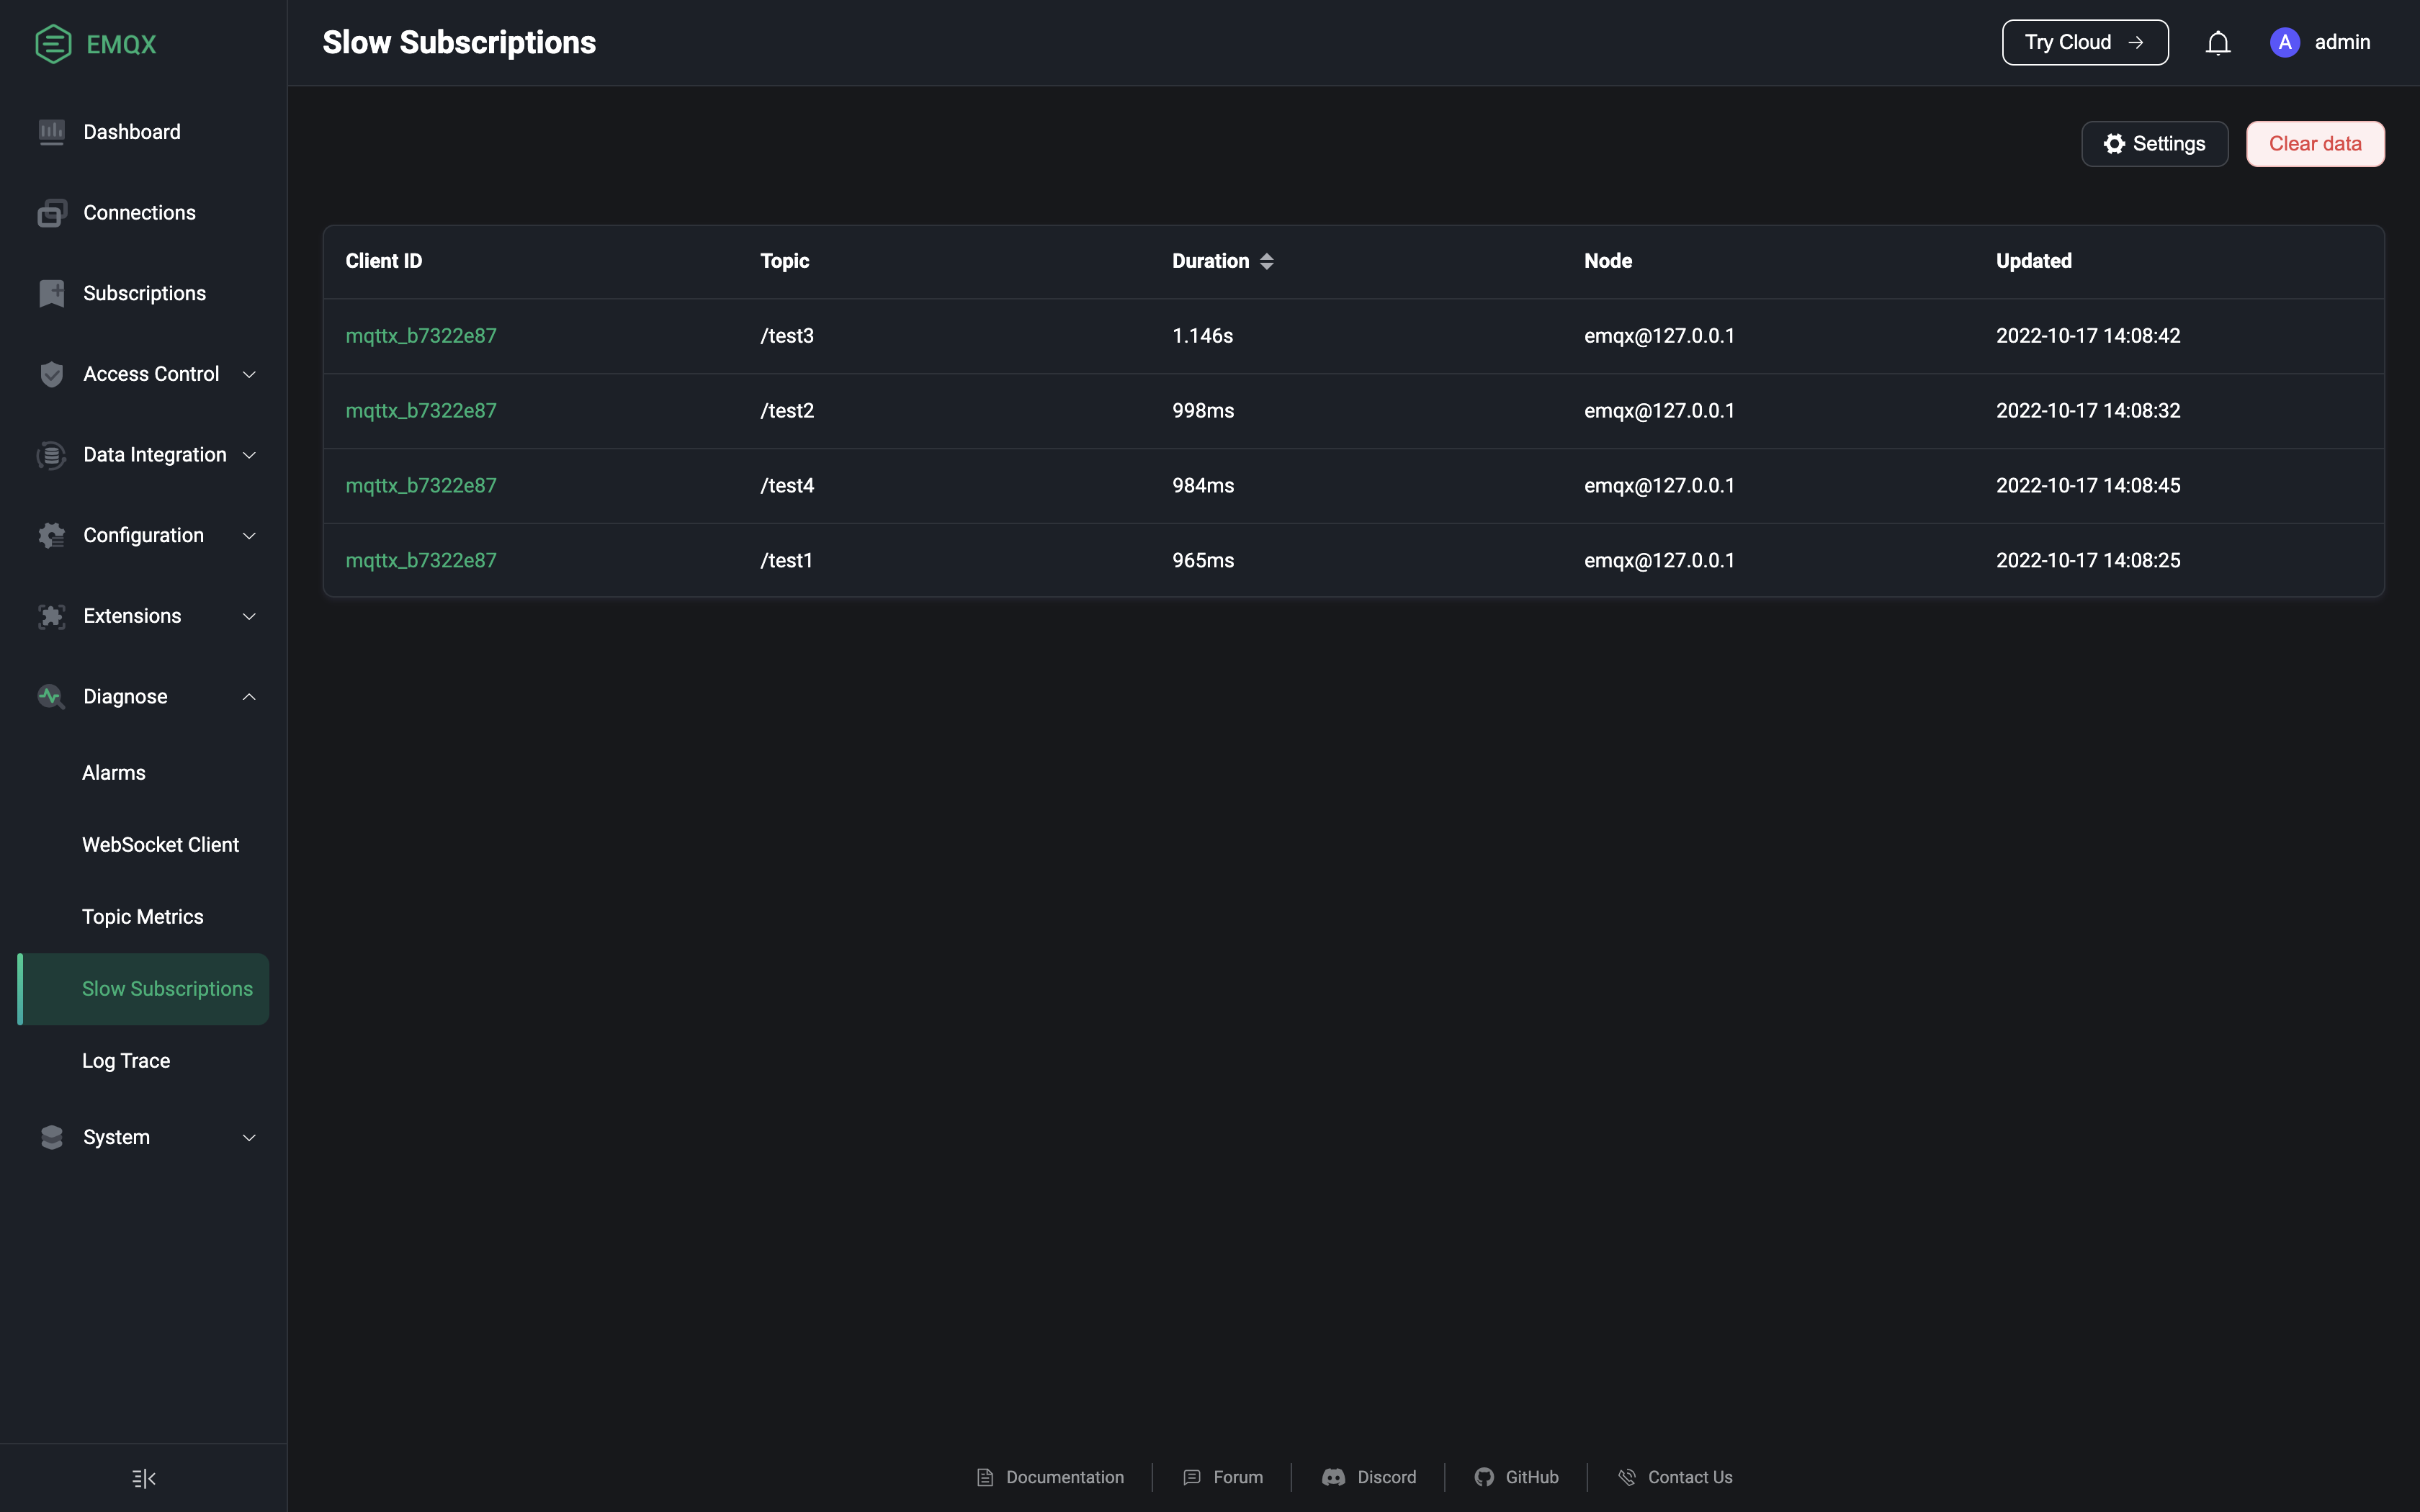 EMQX
Slow Subscriptions
Try Cloud →
A
admin
Dashboard
Connections
Subscriptions
Access Control
Data Integration
Configuration
Extensions
Diagnose
Alarms
WebSocket Client
Topic Metrics
Slow Subscriptions
Log Trace
System
Settings
Clear data
Client ID Topic Duration Node Updated
mqttx_b7322e87 /test3 1.146s emqx@127.0.0.1 2022-10-17 14:08:42
mqttx_b7322e87 /test2 998ms emqx@127.0.0.1 2022-10-17 14:08:32
mqttx_b7322e87 /test4 984ms emqx@127.0.0.1 2022-10-17 14:08:45
mqttx_b7322e87 /test1 965ms emqx@127.0.0.1 2022-10-17 14:08:25
Documentation
Forum
Discord
GitHub
Contact Us